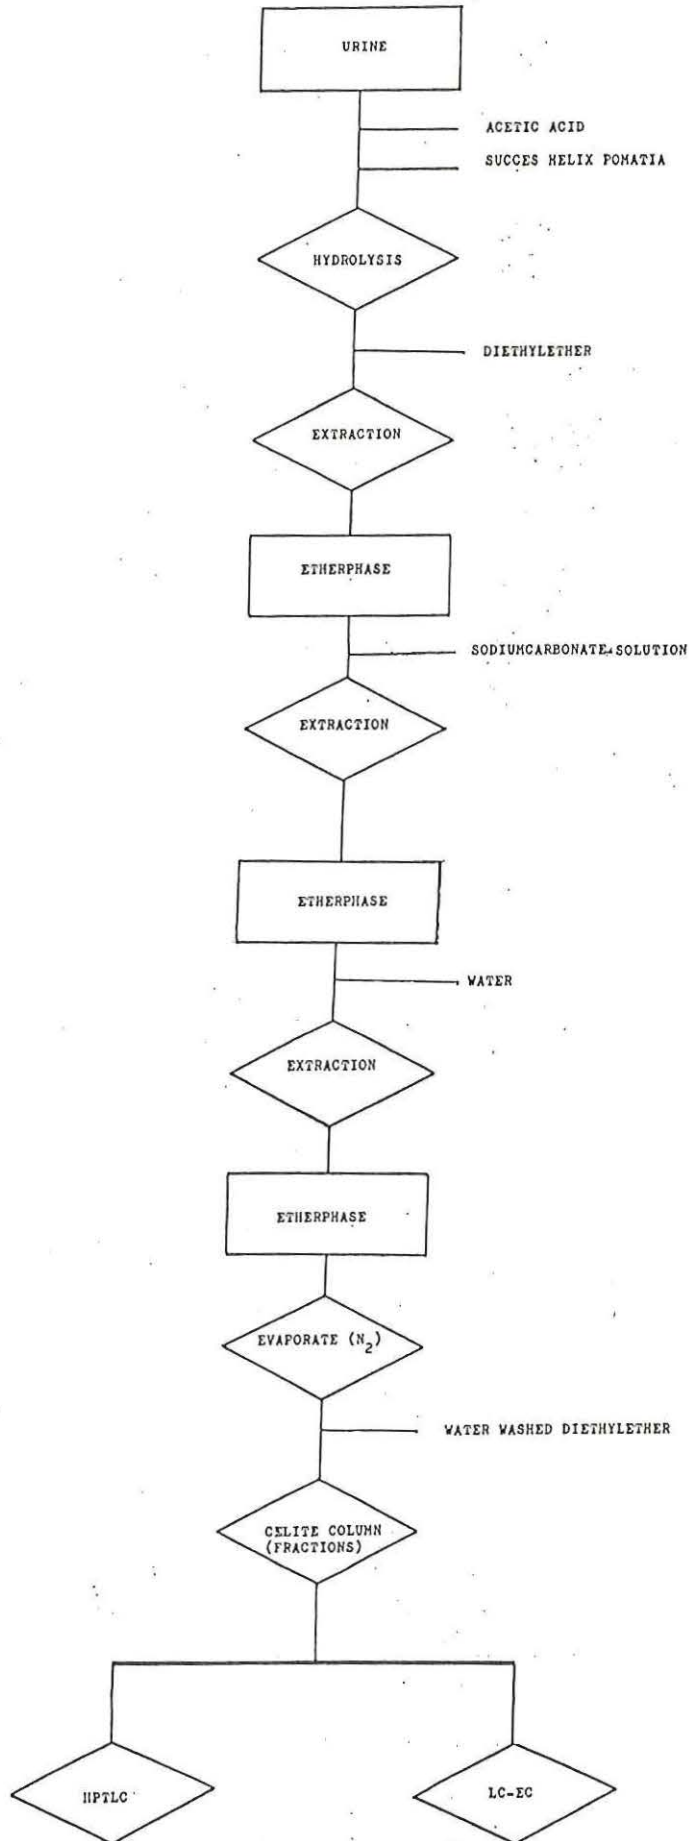 URINE
ACETIC ACID
SUCCES HELIX POMATIA
HYDROLYSIS
DIETHYLETHER
EXTRACTION
ETHERPHASE
SODIUMCARBONATE-SOLUTION
EXTRACTION
ETHERPHASE
WATER
EXTRACTION
ETHERPHASE
EVAPORATE (N2)
WATER WASHED DIETHYLETHER
CELITE COLUMN
(FRACTIONS)
HPTLC
LC-EC